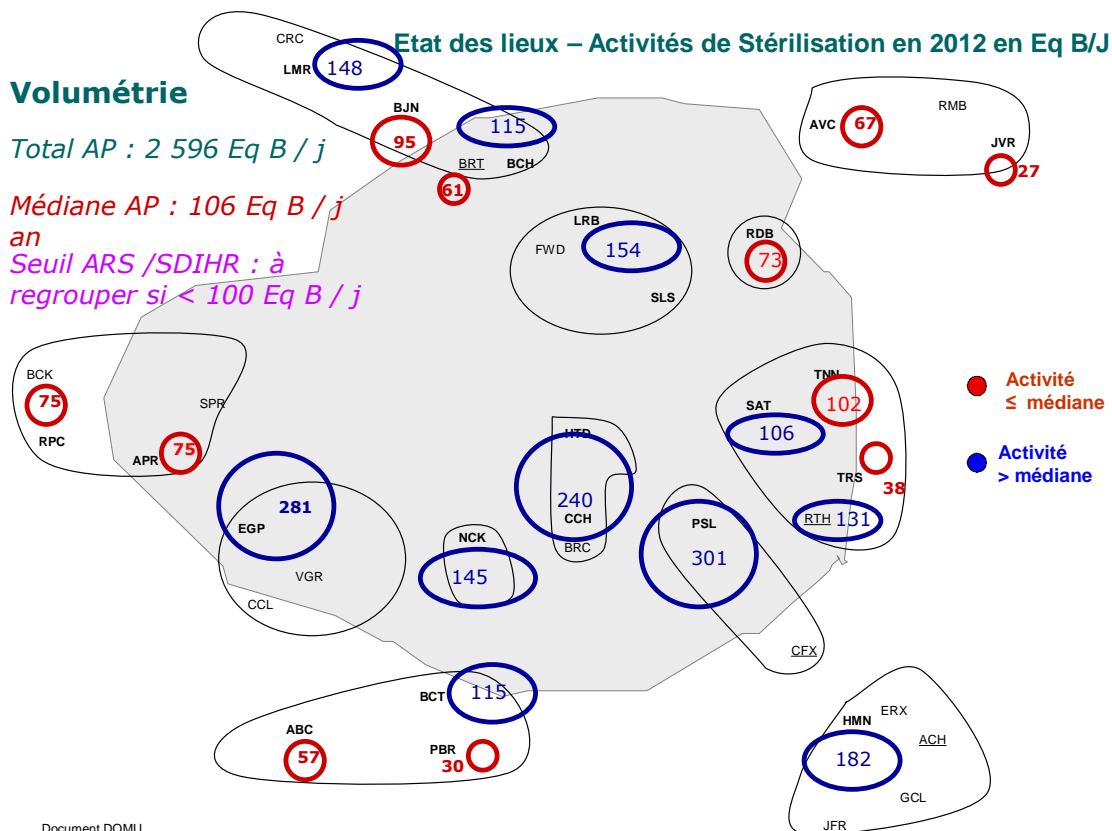 Etat des lieux – Activités de Stérilisation en 2012 en Eq B/J
CRC
LMR 148
Volumétrie
BJN
95
115
BRT
BCH
61
Total AP : 2 596 Eq B / j
Médiane AP : 106 Eq B / j
an
Seuil ARS /SDIHR : à
regrouper si < 100 Eq B / j
RMB
AVC 67
JVR
27
LRB
FWD
154
SLS
RDB
73
BCK
75
SPR
RPC
APR
75
TNN
102
SAT
106
TRS
38
RTH 131
Activité
≤ médiane
Activité
> médiane
HTD
240
CCH
BRC
281
EGP
VGR
CCL
NCK
145
PSL
301
CFX
BCT
115
ABC
57
PBR
30
ERX
HMN
ACH
182
GCL
JFR
Document DOMU